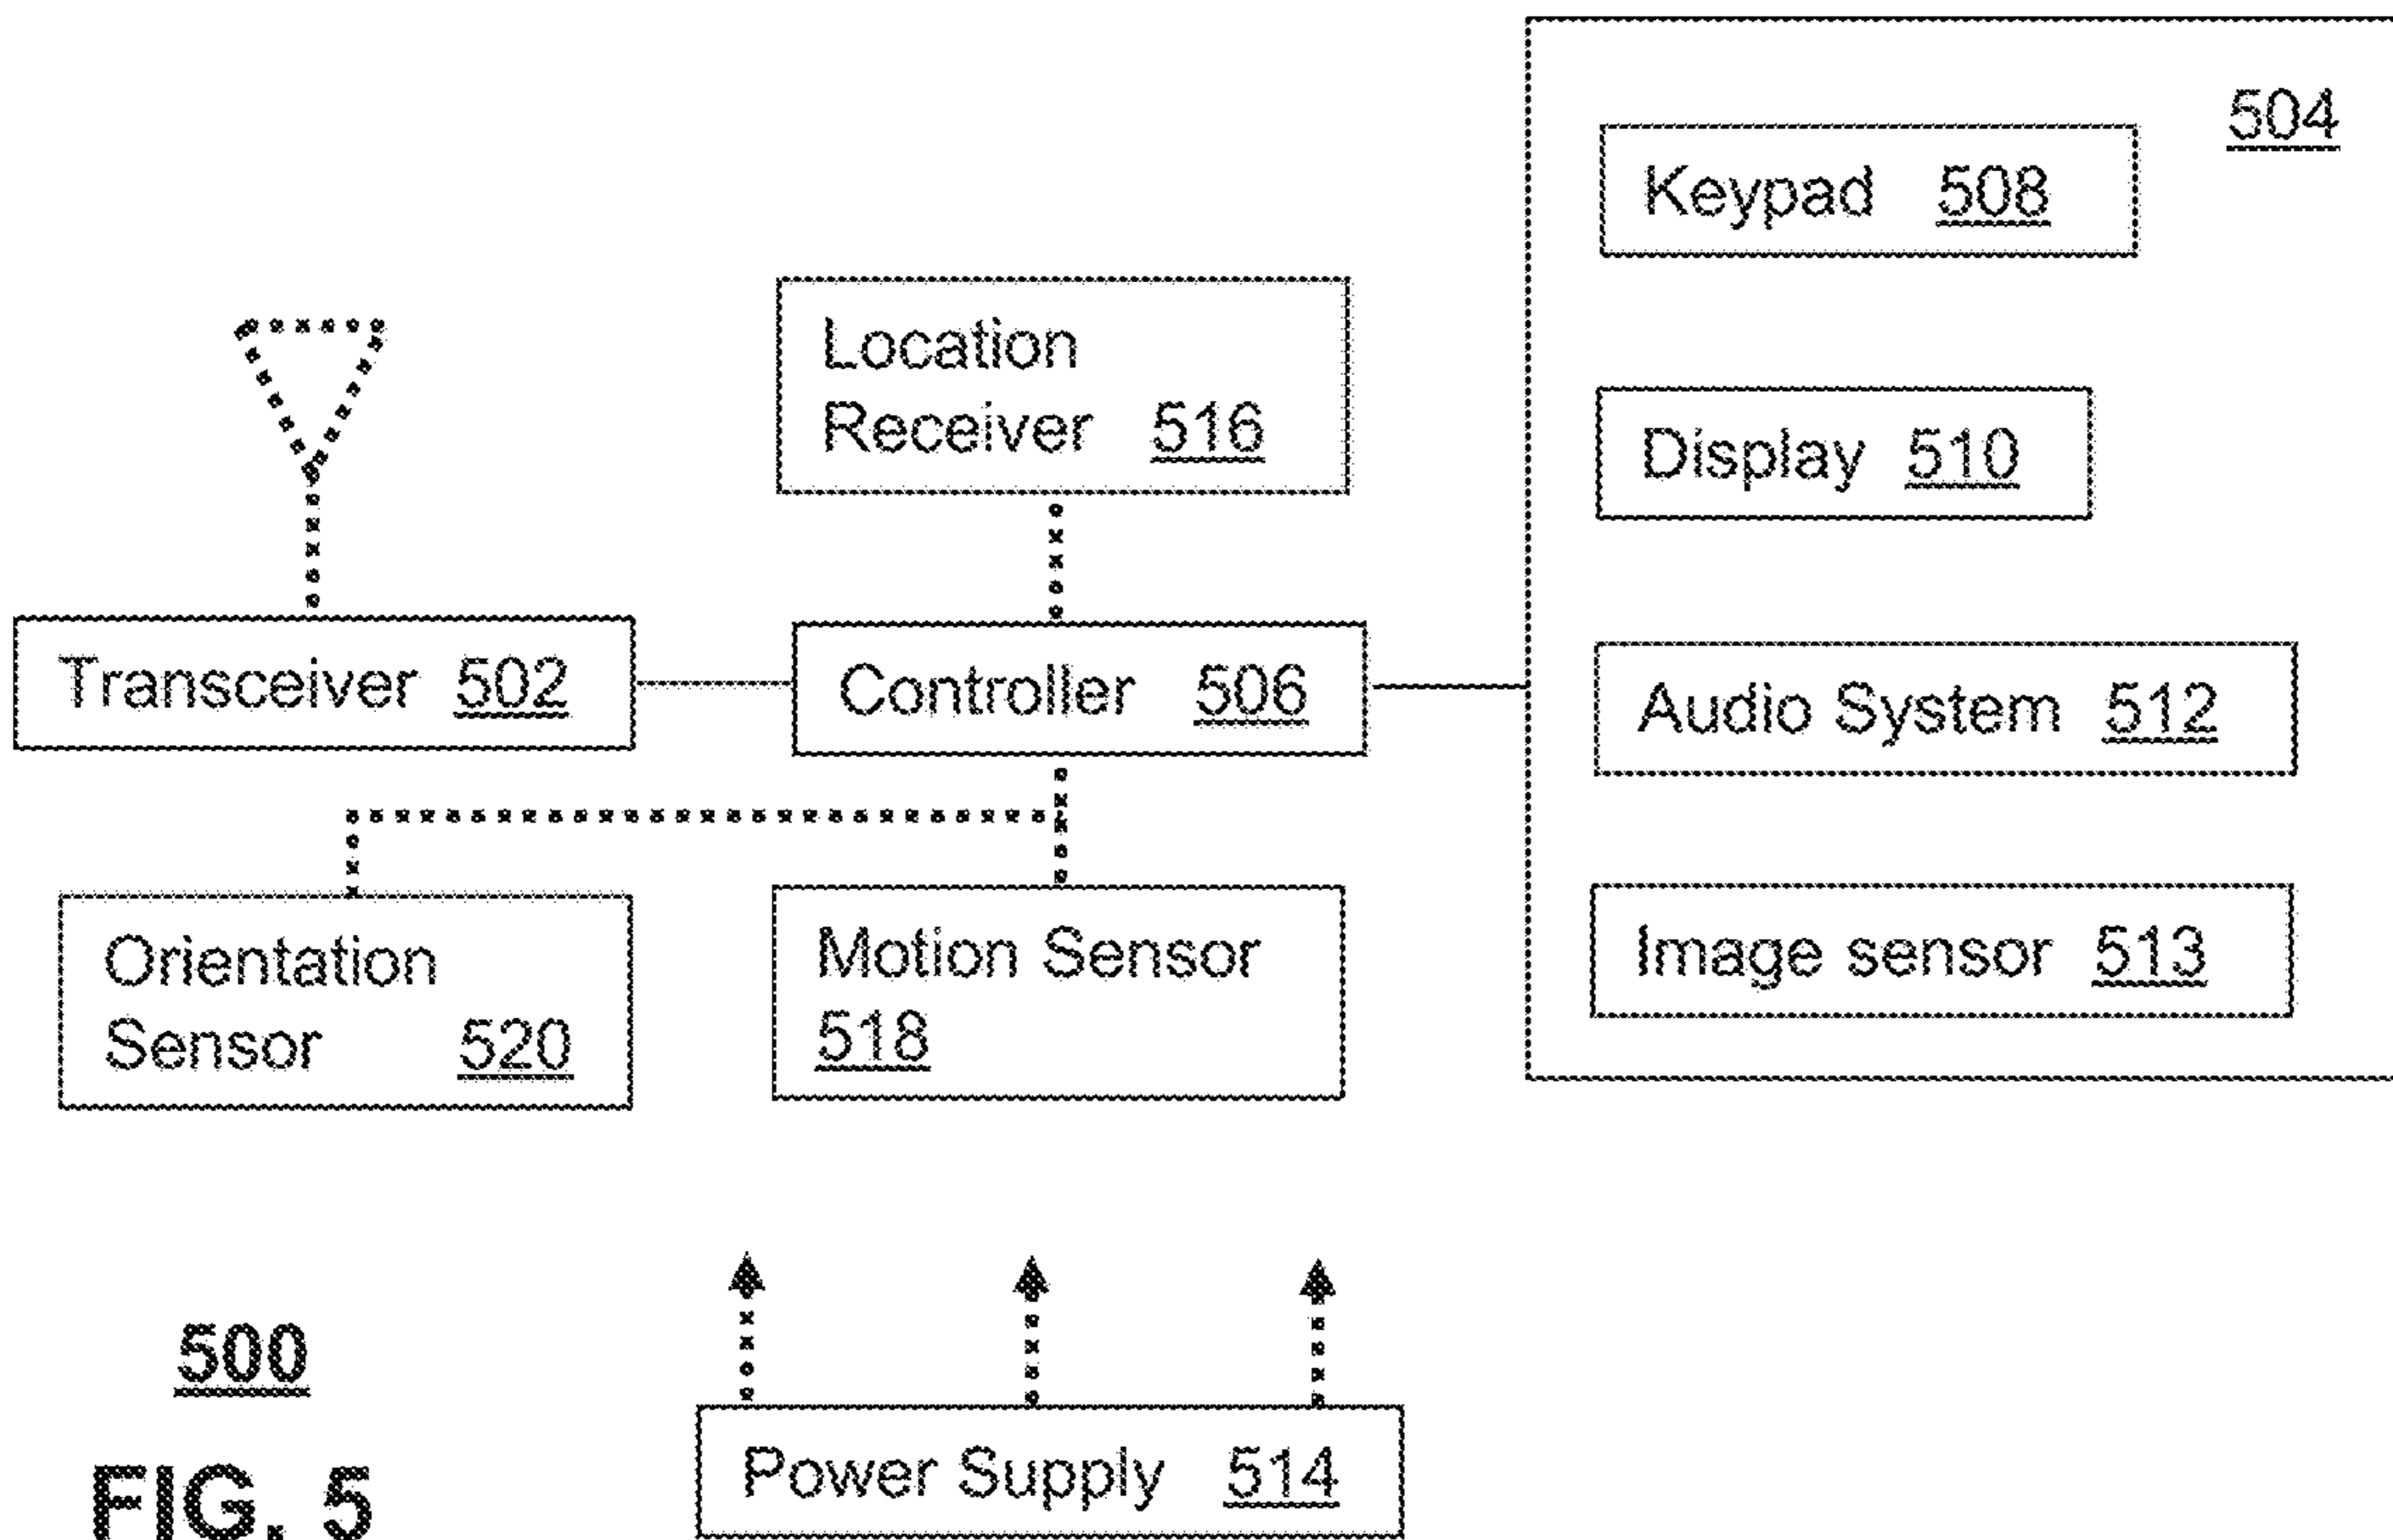 504
Keypad 508
Location
Receiver 516
Display 510
Transceiver 502
Controller 506
Audio System 512
Orientation
Sensor 520
Motion Sensor
518
Image sensor 513
500
FIG. 5
Power Supply 514